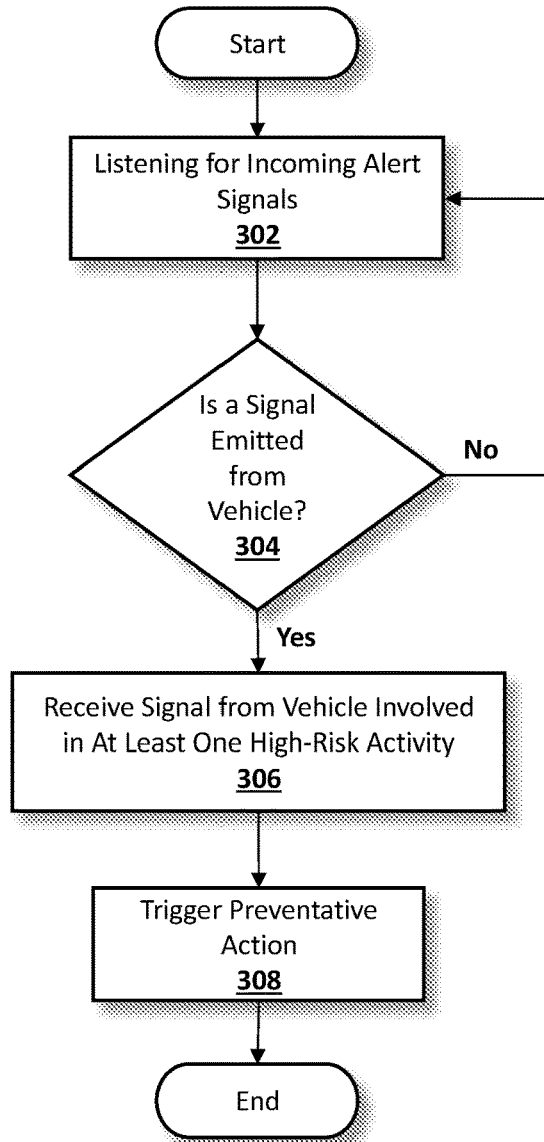 Start
Listening for Incoming Alert
Signals
302
Is a Signal
Emitted
from
Vehicle?
304
No
Yes
Receive Signal from Vehicle Involved
in At Least One High-Risk Activity
306
Trigger Preventative
Action
308
End